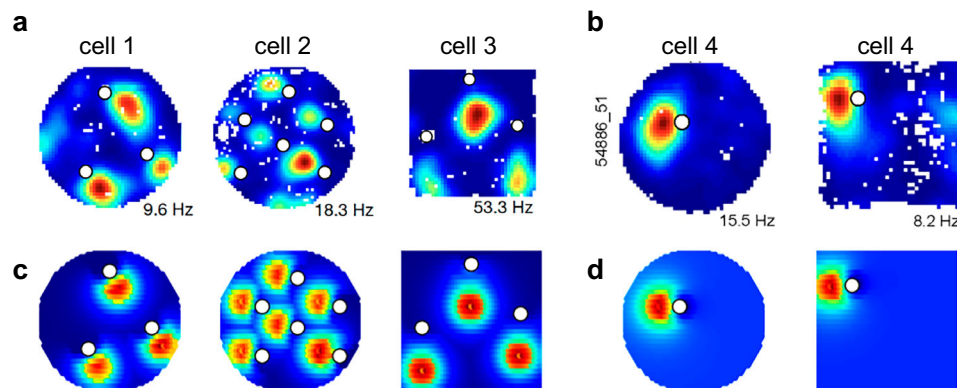 a
b
cell 1
cell 2
cell 3
cell 4
cell 4
54886_51
9.6 Hz
18.3 Hz
53.3 Hz
15.5 Hz
8.2 Hz
c
d